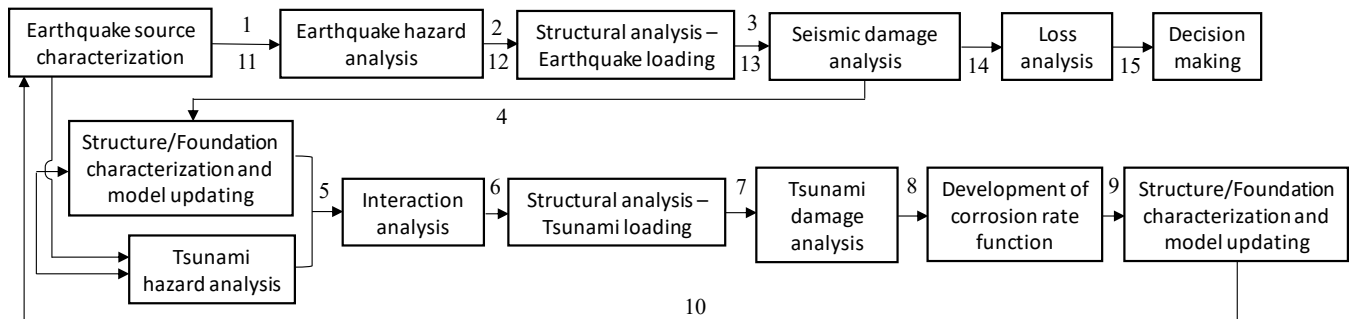 Earthquake source
characterization
1
11
Earthquake hazard
analysis
2
12
Structural analysis –
Earthquake loading
3
13
Seismic damage
analysis
14
Loss
analysis
15
Decision
making
4
Structure/Foundation
characterization and
model updating
5
Tsunami
hazard analysis
Interaction
analysis
6
Structural analysis –
Tsunami loading
7
Tsunami
damage
analysis
8
Development of
corrosion rate
function
9
Structure/Foundation
characterization and
model updating
10